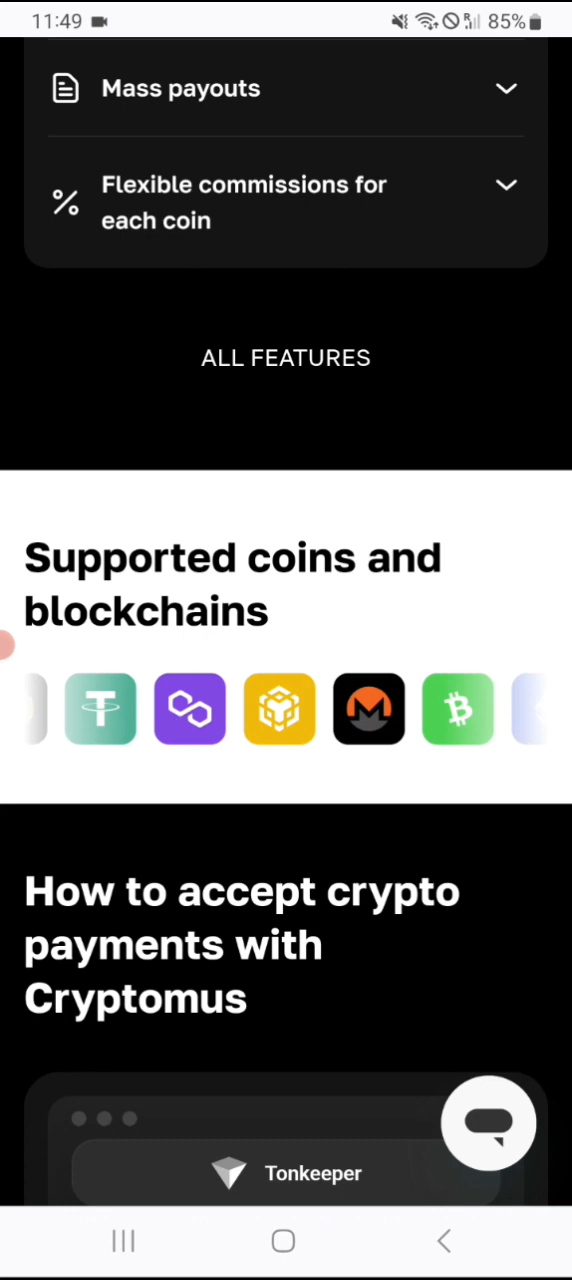 11:49
85%
Mass payouts
Flexible commissions for
each coin
ALL FEATURES
Supported coins and
blockchains
How to accept crypto
payments with
Cryptomus
Tonkeeper